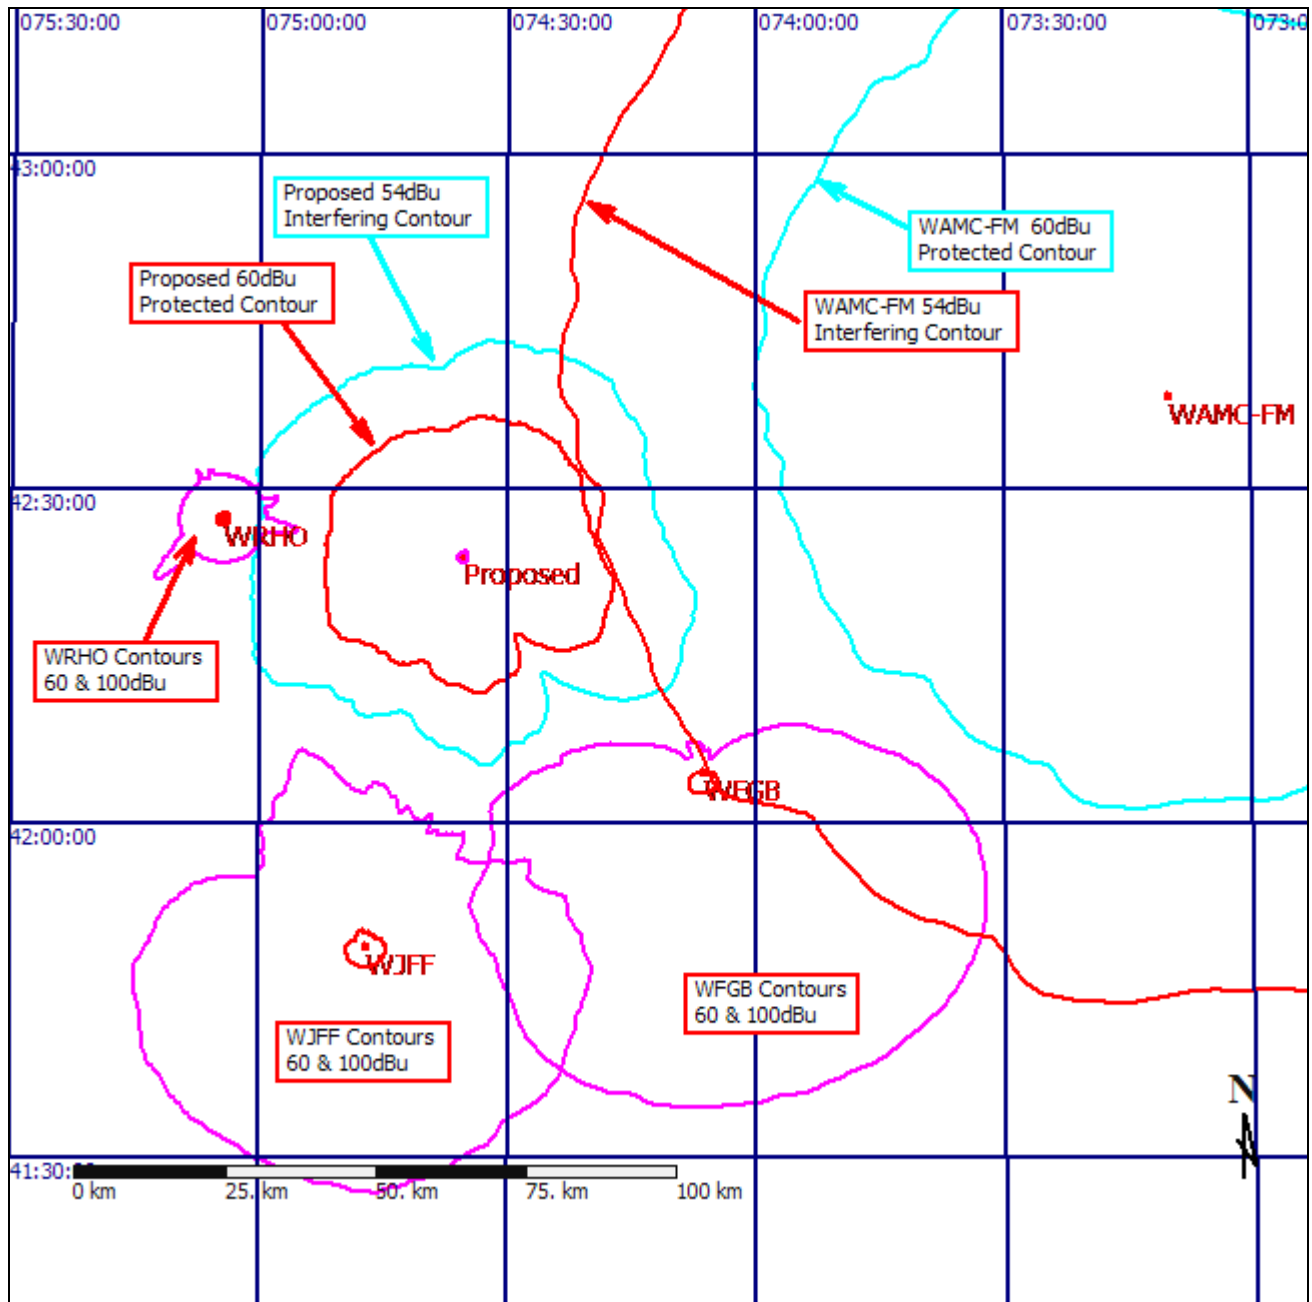 075:30:00
075:00:00
074:30:00
074:00:00
073:30:00
43:00:00
Proposed 54dBu
Interfering Contour
WAMC-FM 60dBu
Protected Contour
Proposed 60dBu
Protected Contour
WAMC-FM 54dBu
Interfering Contour
WAMC-FM
42:30:00
WRHO
Proposed
WRHO Contours
60 & 100dBu
WFGB
42:00:00
WJFF
WFGB Contours
60 & 100dBu
WJFF Contours
60 & 100dBu
N
0 km
25. km
50. km
75. km
100 km